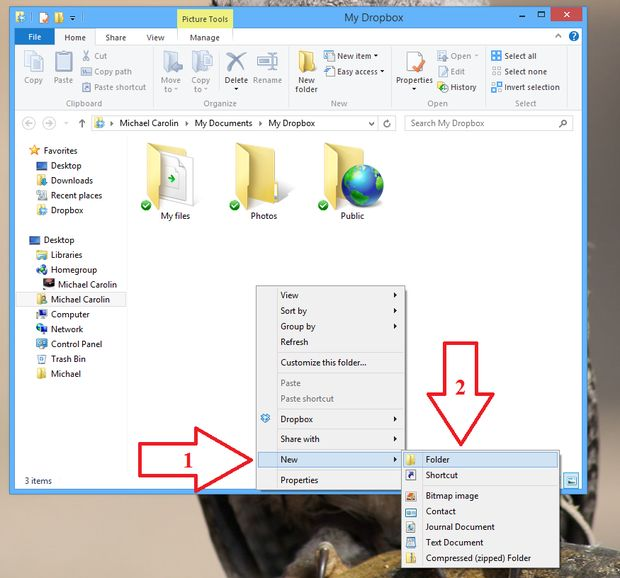 Picture Tools
My Dropbox
File
Home
Share
View
Manage
Copy
Paste
Cut
Copy path
Paste shortcut
Clipboard
Move to
Copy to
Delete
Rename
Organize
New folder
New item
Easy access
New
Properties
Open
Edit
History
Open
Select all
Select none
Invert selection
Select
Michael Carolin
My Documents
My Dropbox
Search My Dropbox
Favorites
Desktop
Downloads
Recent places
Dropbox
Desktop
Libraries
Homegroup
Michael Carolin
Michael Carolin
Computer
Network
Control Panel
Trash Bin
Michael
My files
Photos
Public
View
Sort by
Group by
Refresh
Customize this folder...
Paste
Paste shortcut
Dropbox
Share with
New
Properties
1
2
Folder
Shortcut
Bitmap image
Contact
Journal Document
Text Document
Compressed (zipped) Folder
3 items